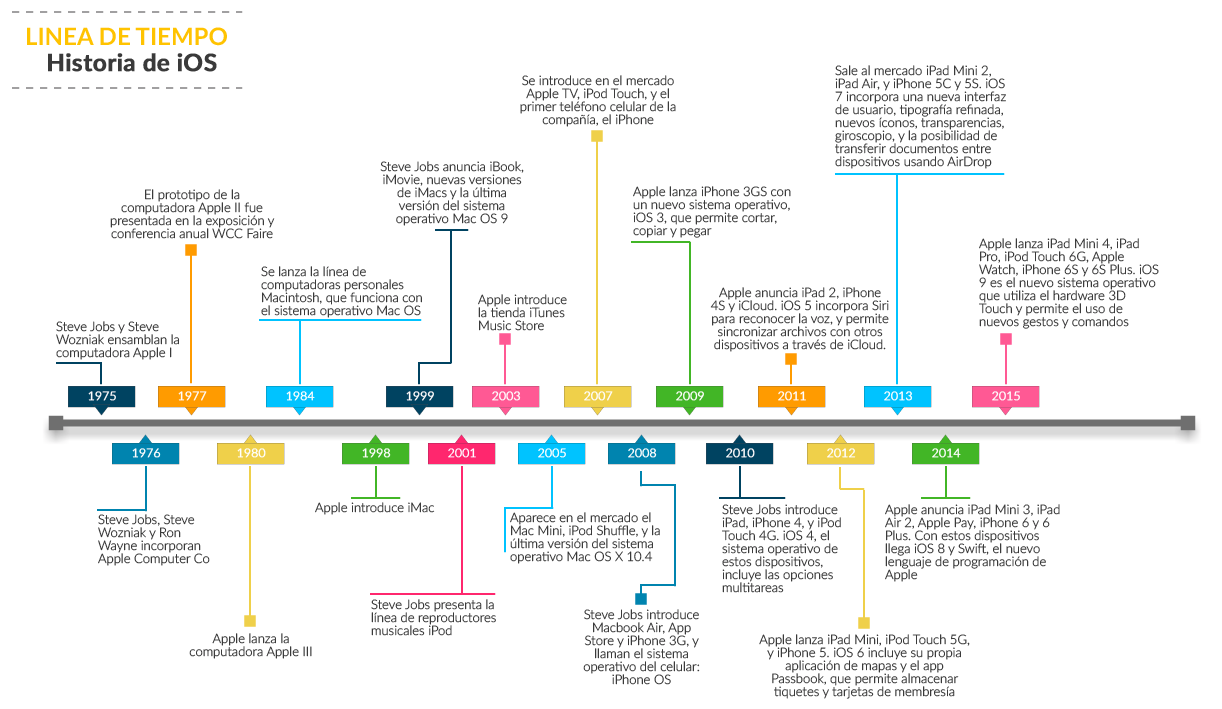 LINEA DE TIEMPO
Historia de iOS
Steve Jobs y Steve
Wozniak ensamblan la
computadora Apple I
1975
El prototipo de la
computadora Apple II fue
presentada en la exposición y
conferencia anual WCC Faire
1977
Se lanza la línea de
computadoras personales
Macintosh, que funciona con
el sistema operativo Mac OS
1984
Steve Jobs anuncia iBook,
iMovie, nuevas versiones
de iMacs y la última
versión del sistema
operativo Mac OS 9
1999
Apple introduce
la tienda iTunes
Music Store
2003
Se introduce en el mercado
Apple TV, iPod Touch, y el
primer teléfono celular de la
compañía, el iPhone
2007
Apple lanza iPhone 3GS con
un nuevo sistema operativo,
iOS 3, que permite cortar,
copiar y pegar
2009
Apple anuncia iPad 2, iPhone
4S y iCloud. iOS 5 incorpora Siri
para reconocer la voz, y permite
sincronizar archivos con otros
dispositivos a través de iCloud.
2011
Sale al mercado iPad Mini 2,
iPad Air, y iPhone 5C y 5S. iOS
7 incorpora una nueva interfaz
de usuario, tipografía refinada,
nuevos íconos, transparencias,
giroscopio, y la posibilidad de
transferir documentos entre
dispositivos usando AirDrop
2013
Apple lanza iPad Mini 4, iPad
Pro, iPod Touch 6G, Apple
Watch, iPhone 6S y 6S Plus. iOS
9 es el nuevo sistema operativo
que utiliza el hardware 3D
Touch y permite el uso de
nuevos gestos y comandos
2015
1976
Steve Jobs, Steve
Wozniak y Ron
Wayne incorporan
Apple Computer Co
1980
Apple lanza la
computadora Apple III
1998
Apple introduce iMac
2001
Steve Jobs presenta la
línea de reproductores
musicales iPod
2005
Aparece en el mercado el
Mac Mini, iPod Shuffle, y la
última versión del sistema
operativo Mac OS X 10.4
2008
Steve Jobs introduce
Macbook Air, App
Store y iPhone 3G, y
llaman el sistema
operativo del celular:
iPhone OS
2010
Steve Jobs introduce
iPad, iPhone 4, y iPod
Touch 4G. iOS 4, el
sistema operativo de
estos dispositivos,
incluye las opciones
multitareas
2012
Apple lanza iPad Mini, iPod Touch 5G,
y iPhone 5. iOS 6 incluye su propia
aplicación de mapas y el app
Passbook, que permite almacenar
tiquetes y tarjetas de membresía
2014
Apple anuncia iPad Mini 3, iPad
Air 2, Apple Pay, iPhone 6 y 6
Plus. Con estos dispositivos
llega iOS 8 y Swift, el nuevo
lenguaje de programación de
Apple